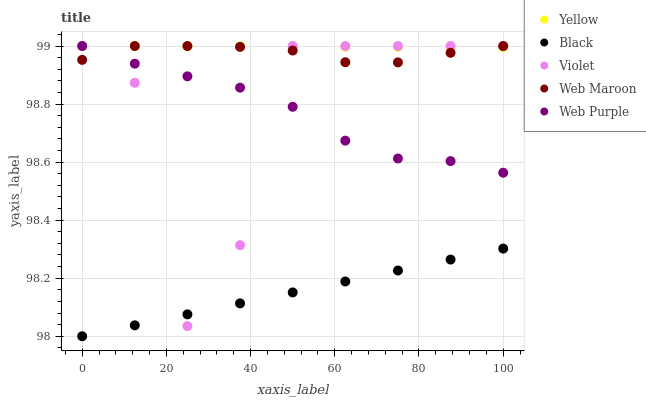 title
Yellow
Black
Violet
Web Maroon
Web Purple
yaxis_label
99
98.8
98.6
98.4
98.2
98
0 20 40 60 80 100
xaxis_label